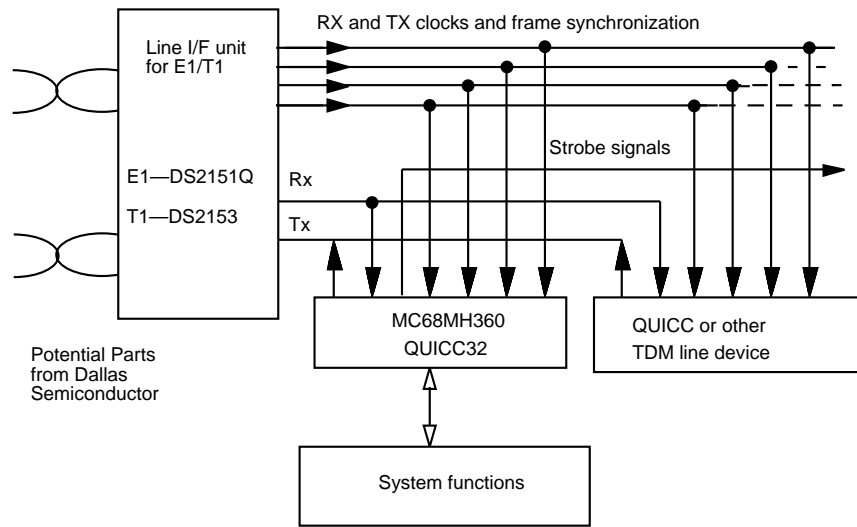 RX and TX clocks and frame synchronization
Line I/F unit
for E1/T1
Strobe signals
E1—DS2151Q
Rx
T1—DS2153
Tx
MC68MH360
QUICC32
QUICC or other
TDM line device
Potential Parts
from Dallas
Semiconductor
System functions